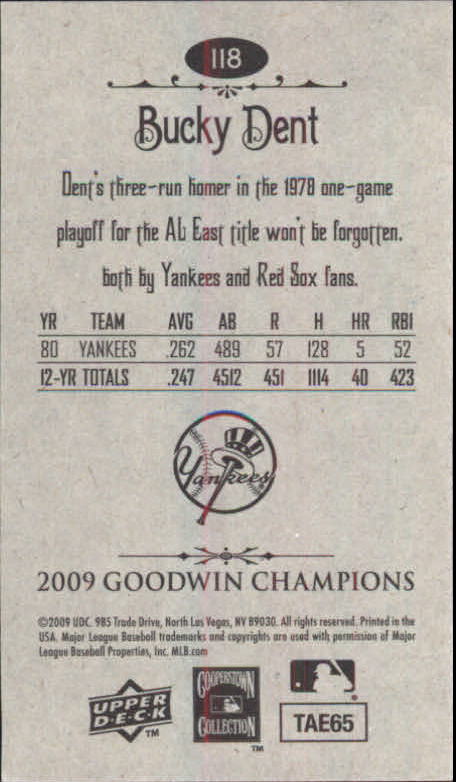 118
Bucky Dent
Dent's three-run homer in the 1978 one-game
playoff for the AL East title won't be forgotten.
both by Yankees and Red Sox fans.
YR TEAM AVG AB R H HR RBI
80 YANKEES .262 489 57 128 5 52
12-YR TOTALS .247 4512 451 1114 40 423
Yankees
2009 GOODWIN CHAMPIONS
©2009 UDC. 985 Trade Drive, North Las Vegas, NV 89030. All rights reserved. Printed in the
USA. Major League Baseball trademarks and copyrights are used with permission of Major
League Baseball Properties, Inc. MLB.com
UPPER
D·E·C·K
TM
COOPERSTOWN
COLLECTION
TM
TAE65